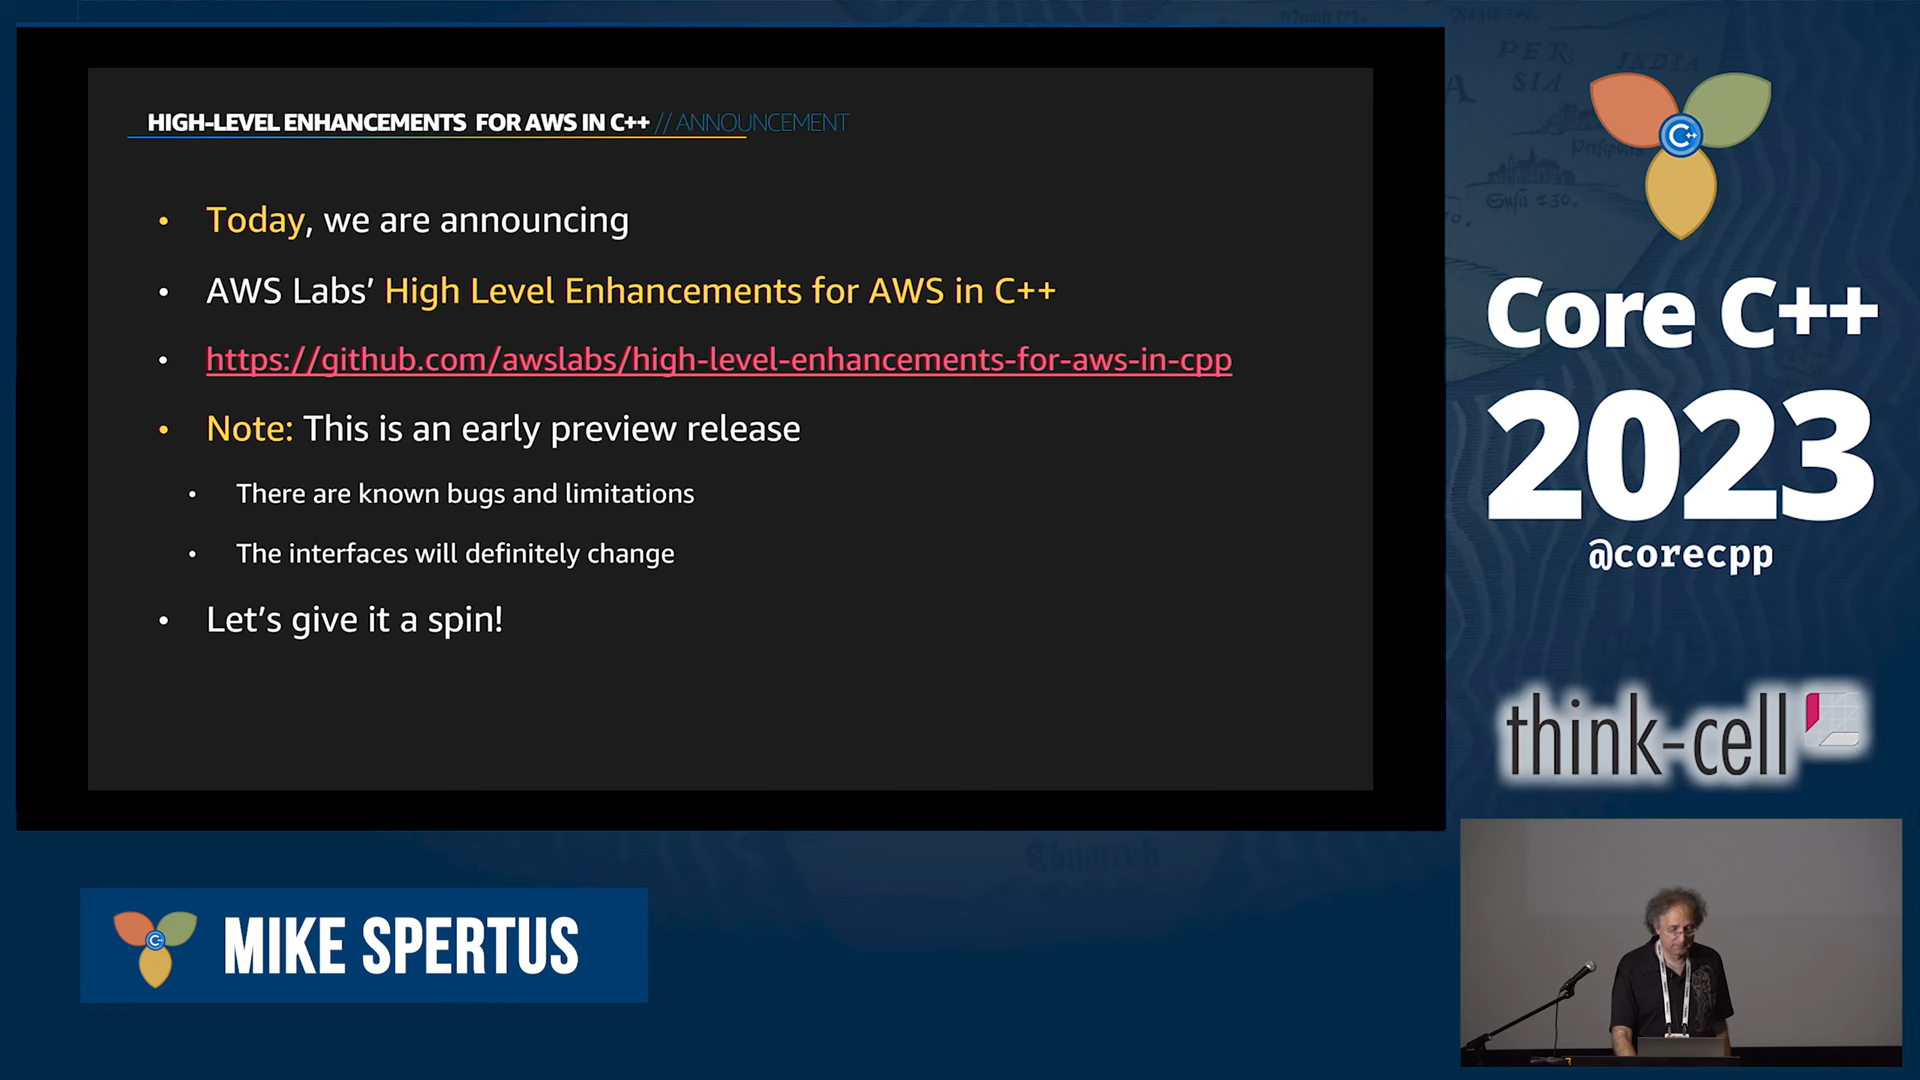 HIGH-LEVEL ENHANCEMENTS FOR AWS IN C++ // ANNOUNCEMENT
• Today, we are announcing
• AWS Labs’ High Level Enhancements for AWS in C++
• https://github.com/awslabs/high-level-enhancements-for-aws-in-cpp
• Note: This is an early preview release
• There are known bugs and limitations
• The interfaces will definitely change
• Let’s give it a spin!
PER
SIA
INDIA
C++
Core C++
2023
@corecpp
think-cell
C++
MIKE SPERTUS